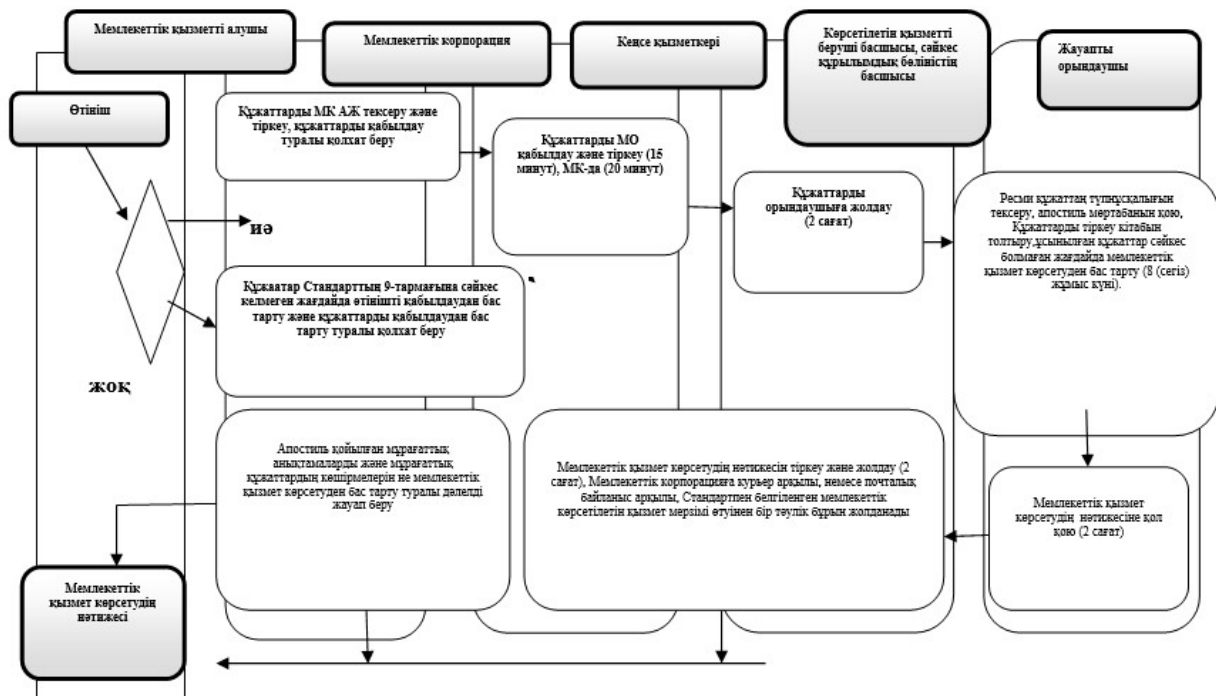 Мемлекеттік қызметті алушы
Мемлекеттік корпорация
Кеңсе қызметкері
Көрсетілетін қызметті
беруші басшысы, сәйкес
құрылымдық бөліністің
басшысы
Жауапты
орындаушы
Өтініш
Құжаттарды МК АЖ тексеру және
тіркеу, құжаттарды қабылдау
туралы қолхат беру
Құжаттарды МО
қабылдау және тіркеу (15
минут), МК-да (20 минут)
Құжаттарды
орындаушыға жолдау
(2 сағат)
Ресми құжаттаң түпнұсқалығын
тексеру, апостиль мөртабанын қою,
Құжаттарды тіркеу кітабын
толтыру,ұсынылған құжаттар сәйкес
болмаған жағдайда мемлекеттік
қызмет көрсетуден бас тарту (8 (сегіз)
жұмыс күні).
иә
Құжаатар Стандарттың 9-тармағына сәйкес
келмеген жағдайда өтінішті қабылдаудан бас
тарту және құжаттарды қабылдаудан бас
тарту туралы қолхат беру
жоқ
Апостиль қойылған мұрағаттық
анықтамаларды және мұрағаттық
құжаттардың көшірмелерін не мемлекеттік
қызмет көрсетуден бас тарту туралы дәлелді
жауап беру
Мемлекеттік қызмет көрсетудің нәтижесін тіркеу және жолдау (2
сағат), Мемлекеттік корпорацияға курьер арқылы, немесе почталық
байланыс арқылы, Стандартпен белгіленген мемлекеттік
көрсетілетін қызмет мерзімі өтуінен бір тәулік бұрын жолданады
Мемлекеттік қызмет
көрсетудің нәтижесіне қол
қою (2 сағат)
Мемлекеттік
қызмет көрсетудің
нәтижесі